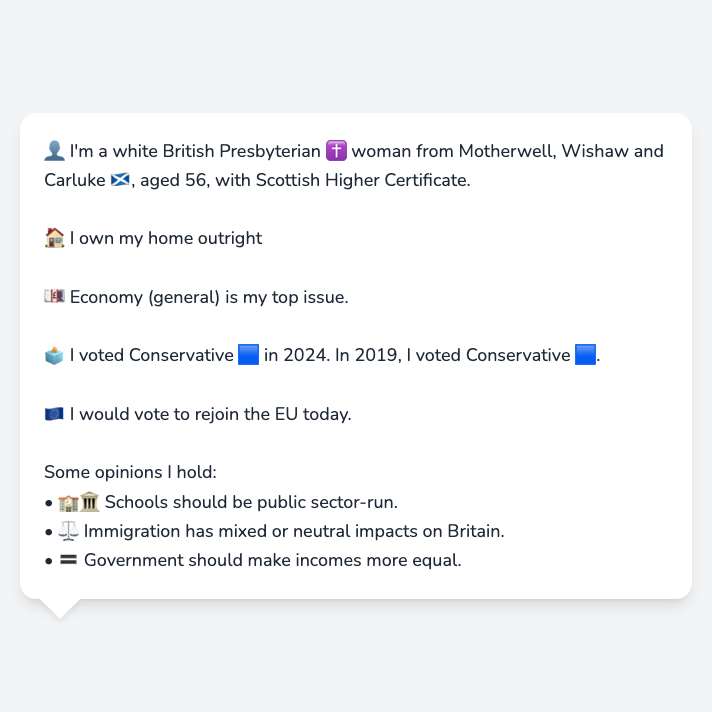 👤 I'm a white British Presbyterian ✝️ woman from Motherwell, Wishaw and
Carluke 🏴󠁧󠁢󠁳󠁣󠁴󠁿, aged 56, with Scottish Higher Certificate.
🏠 I own my home outright
💷 Economy (general) is my top issue.
🗳️ I voted Conservative 🟦 in 2024. In 2019, I voted Conservative 🟦.
🇪🇺 I would vote to rejoin the EU today.
Some opinions I hold:
• 🏫🏛️ Schools should be public sector-run.
• ⚖️ Immigration has mixed or neutral impacts on Britain.
• 🟰 Government should make incomes more equal.